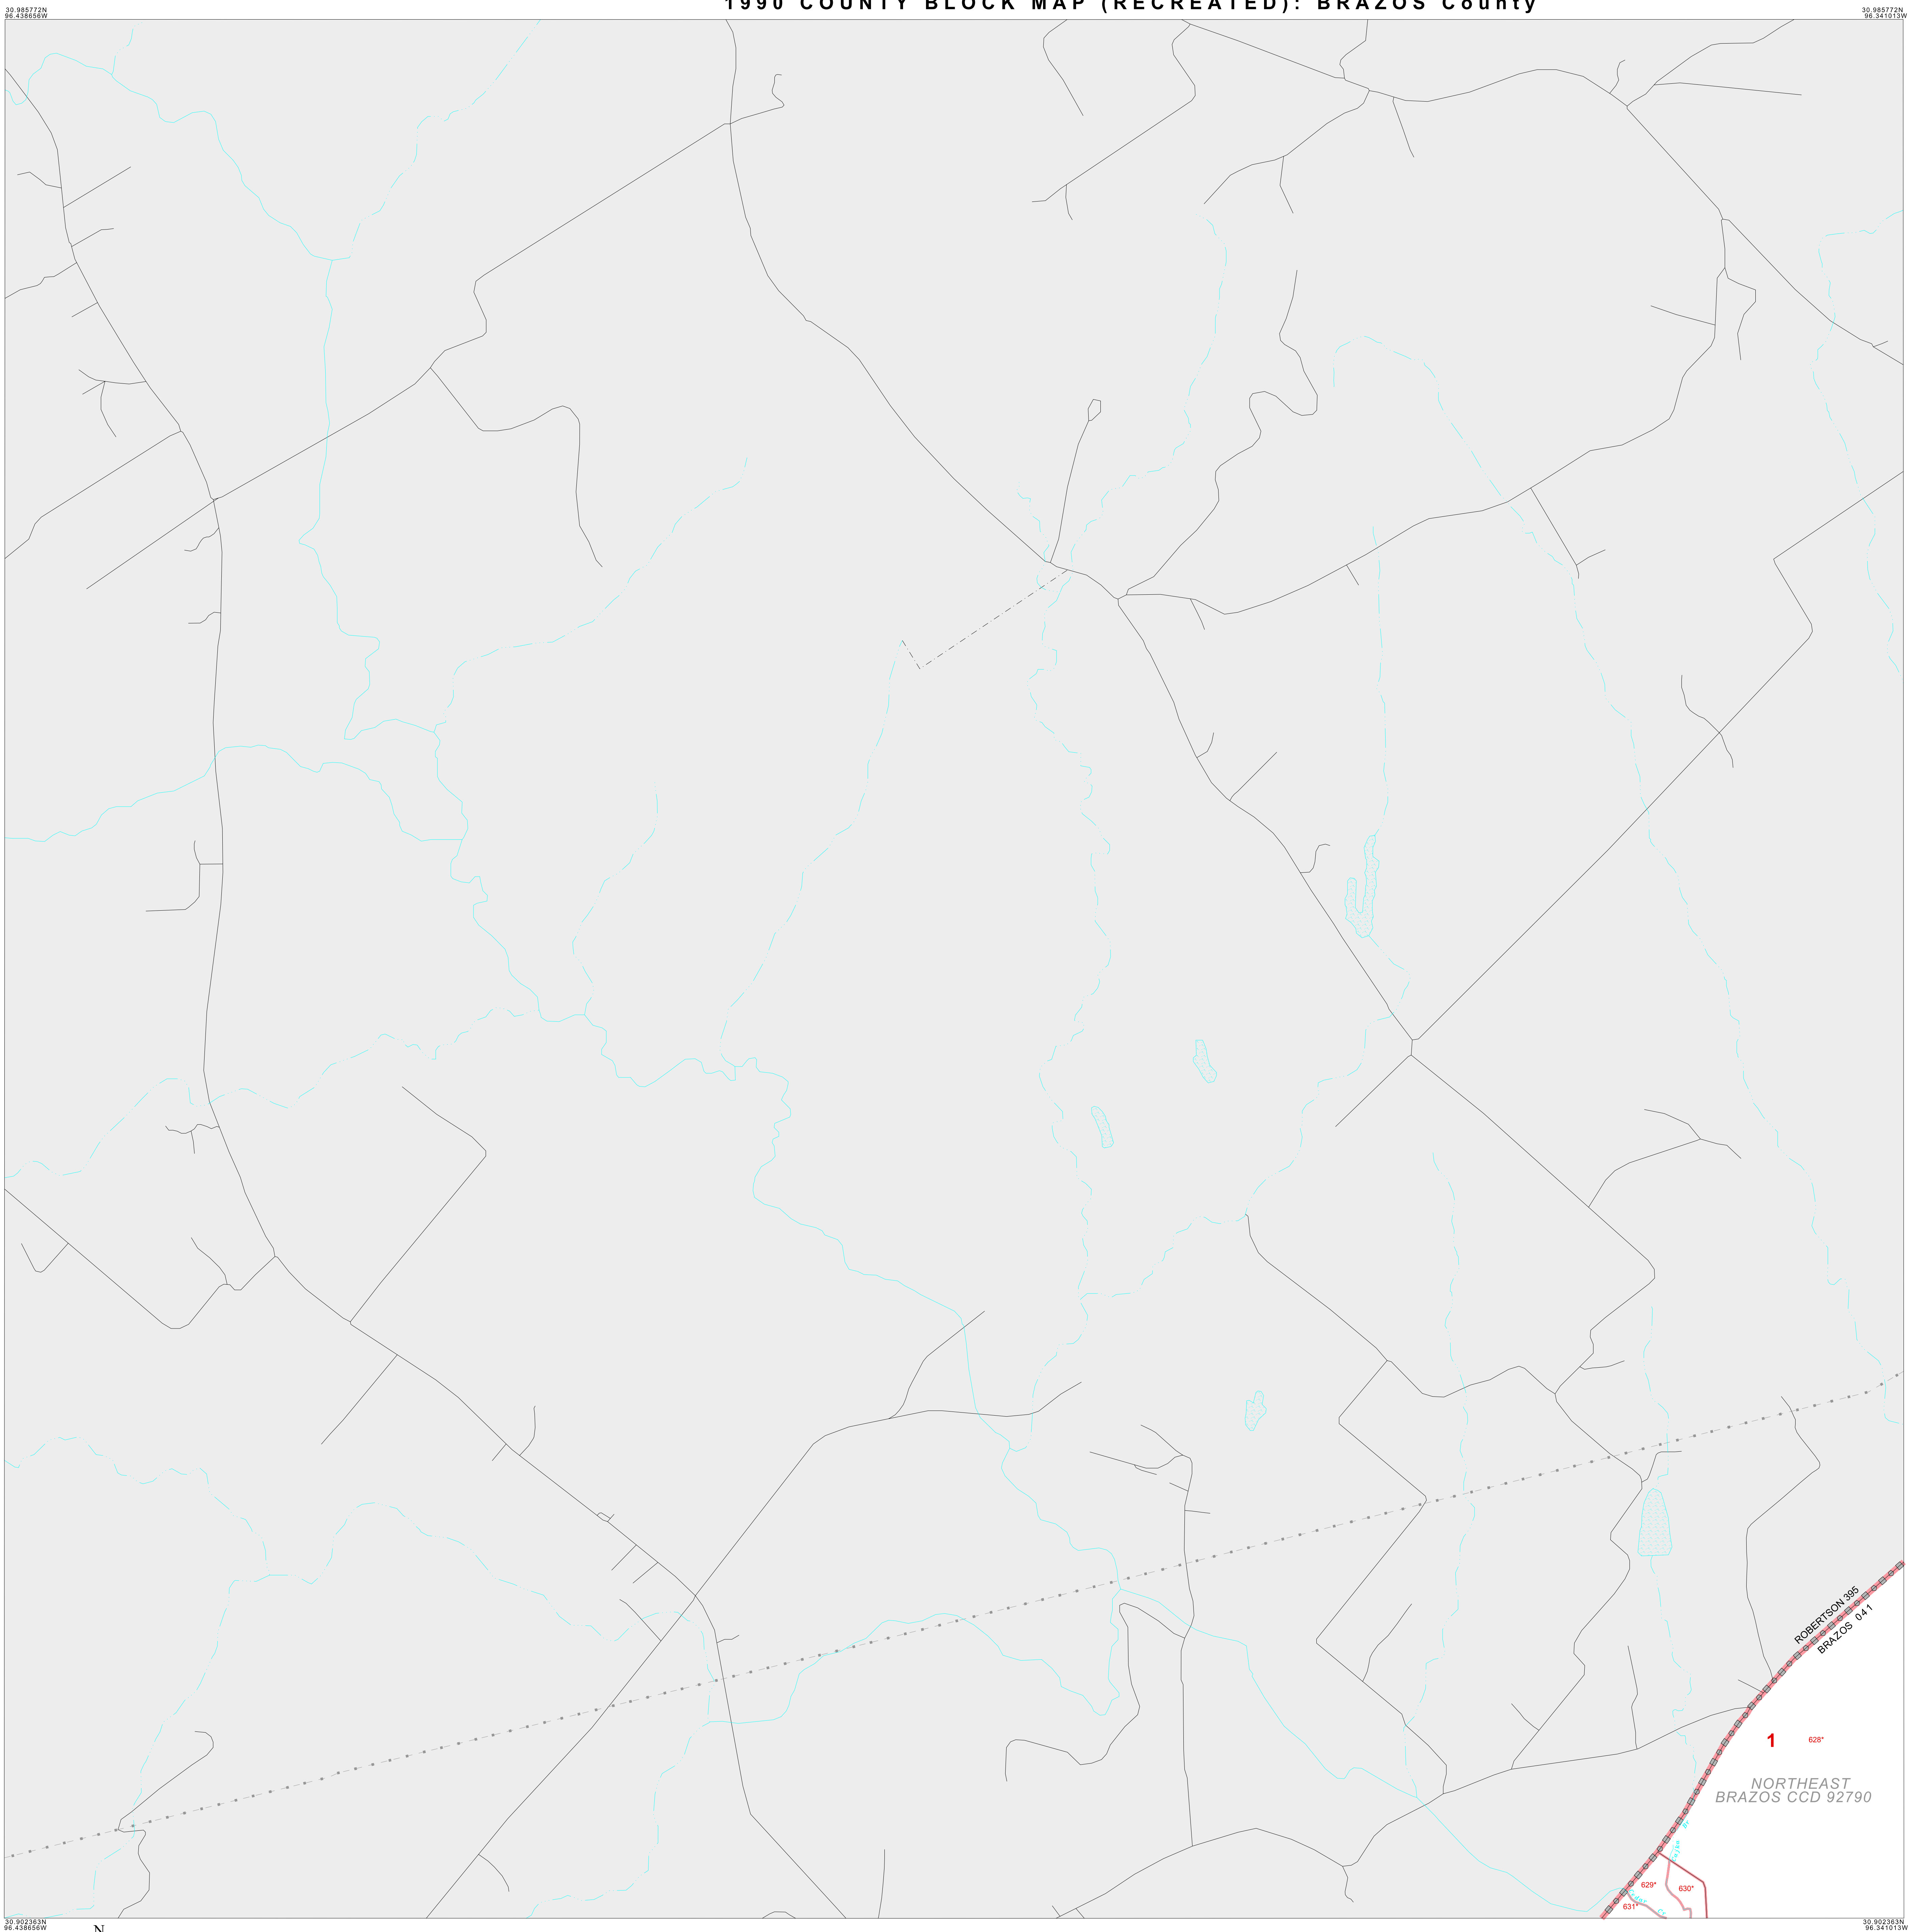 1990 COUNTY BLOCK MAP (RECREATED): BRAZOS County
30.985772N
96.438656W
30.985772N
96.341013W
ROBERTSON 395
BRAZOS 041
1
628*
NORTHEAST
BRAZOS CCD 92790
629*
630*
631*
30.902363N
96.438656W
N
30.902363N
96.341013W